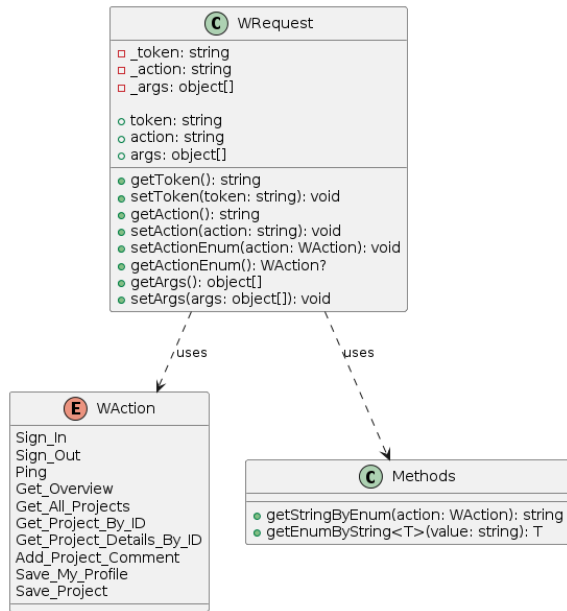 C WRequest
_token: string
_action: string
_args: object[]
token: string
action: string
args: object[]
getToken(): string
setToken(token: string): void
getAction(): string
setAction(action: string): void
setActionEnum(action: WAction): void
getActionEnum(): WAction?
getArgs(): object[]
setArgs(args: object[]): void
uses
uses
E WAction
Sign_In
Sign_Out
Ping
Get_Overview
Get_All_Projects
Get_Project_By_ID
Get_Project_Details_By_ID
Add_Project_Comment
Save_My_Profile
Save_Project
C Methods
getStringByEnum(action: WAction): string
getEnumByString<T>(value: string): T